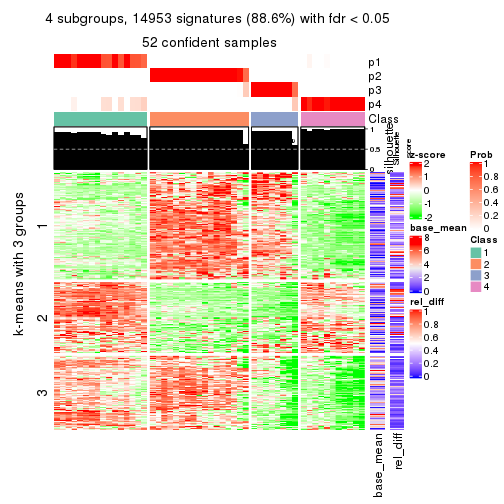 4 subgroups, 14953 signatures (88.6%) with fdr < 0.05
52 confident samples
p1
p2
p3
p4
Class
1
0.5
0
silhouette
Silhouette
score
k-means with 3 groups
1
2
3
base_mean
rel_diff
z-score
2
1
0
-1
-2
base_mean
8
6
4
2
0
rel_diff
1
0.8
0.6
0.4
0.2
0
Prob
1
0.8
0.6
0.4
0.2
0
Class
1
2
3
4